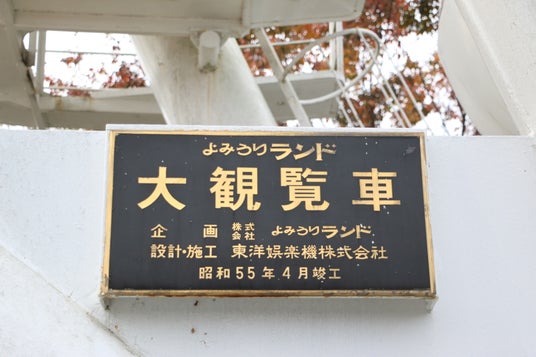 よみうりランド
大観覧車
企画 株式会社 よみうりランド
設計・施工 東洋娯楽機株式会社
昭和55年4月竣工